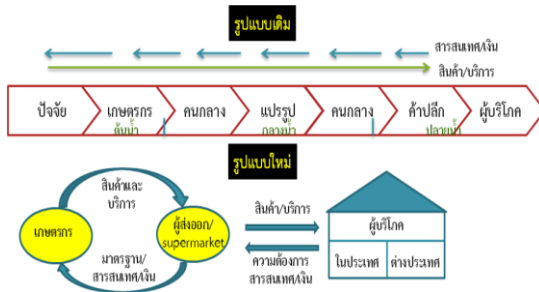 รูปแบบเดิม
สารสนเทศ/เงิน
สินค้า/บริการ
ปัจจัย
เกษตรกร
คนกลาง
แปรรูป
คนกลาง
ค้าปลีก
ผู้บริโภค
ต้นน้ำ
กลางน้ำ
ปลายน้ำ
รูปแบบใหม่
สินค้าและ
บริการ
เกษตรกร
ผู้ส่งออก/
supermarket
มาตรฐาน/
สารสนเทศ/เงิน
สินค้า/บริการ
ความต้องการ
สารสนเทศ/เงิน
ผู้บริโภค
ในประเทศ
ต่างประเทศ